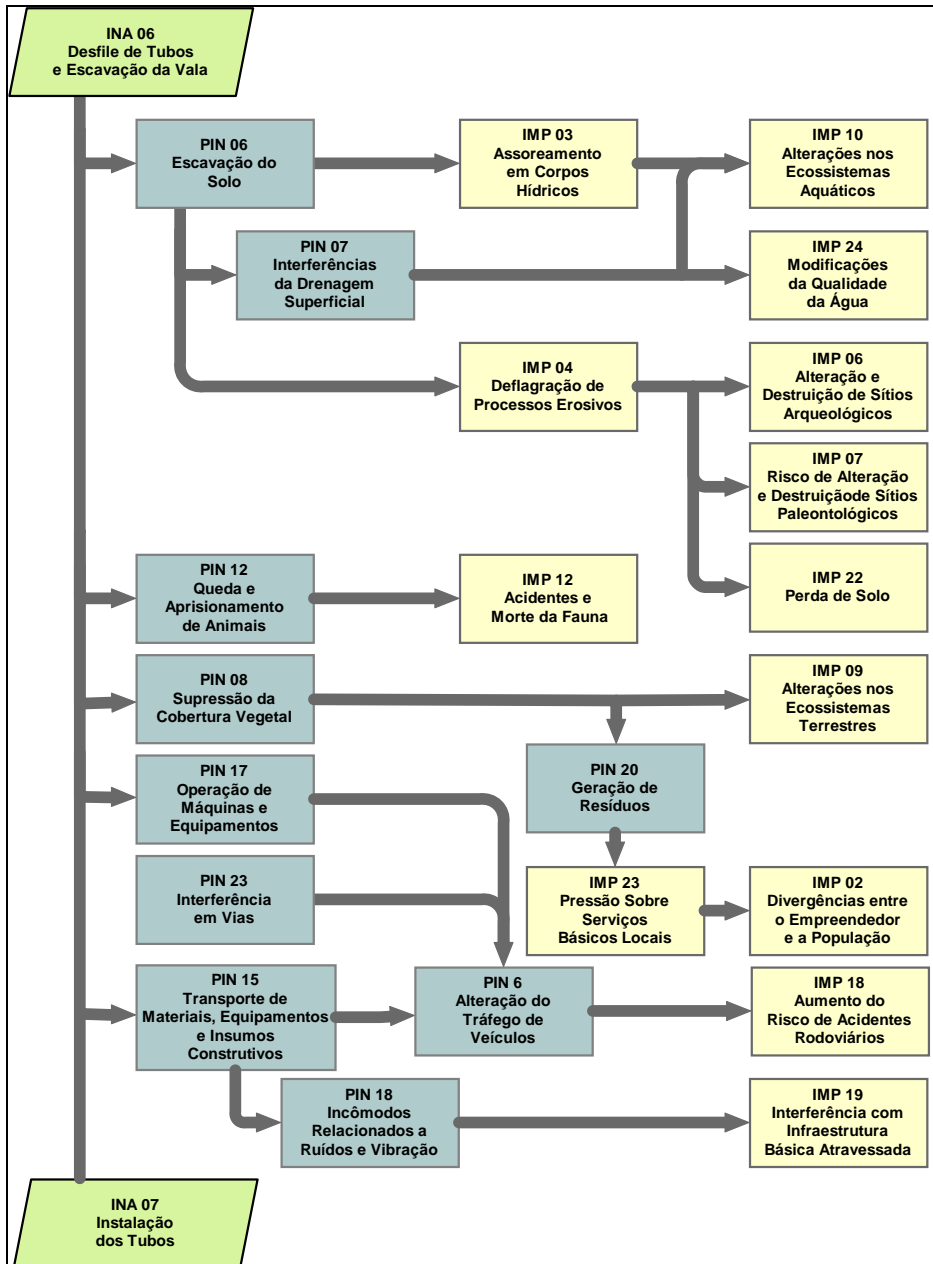 INA 06
Desfile de Tubos
e Escavação da Vala
PIN 06
Escavação do
Solo
IMP 03
Assoreamento
em Corpos
Hídricos
IMP 10
Alterações nos
Ecossistemas
Aquáticos
PIN 07
Interferências
da Drenagem
Superficial
IMP 24
Modificações
da Qualidade
da Água
IMP 04
Deflagração de
Processos Erosivos
IMP 06
Alteração e
Destruição de Sítios
Arqueológicos
IMP 07
Risco de Alteração
e Destruiçãode Sítios
Paleontológicos
IMP 22
Perda de Solo
PIN 12
Queda e
Aprisionamento
de Animais
IMP 12
Acidentes e
Morte da Fauna
PIN 08
Supressão da
Cobertura Vegetal
IMP 09
Alterações nos
Ecossistemas
Terrestres
PIN 20
Geração de
Resíduos
PIN 17
Operação de
Máquinas e
Equipamentos
PIN 23
Interferência
em Vias
IMP 23
Pressão Sobre
Serviços
Básicos Locais
IMP 02
Divergências entre
o Empreendedor
e a População
PIN 15
Transporte de
Materiais, Equipamentos
e Insumos
Construtivos
PIN 6
Alteração do
Tráfego de
Veículos
IMP 18
Aumento do
Risco de Acidentes
Rodoviários
PIN 18
Incômodos
Relacionados a
Ruídos e Vibração
IMP 19
Interferência com
Infraestrutura
Básica Atravessada
INA 07
Instalação
dos Tubos